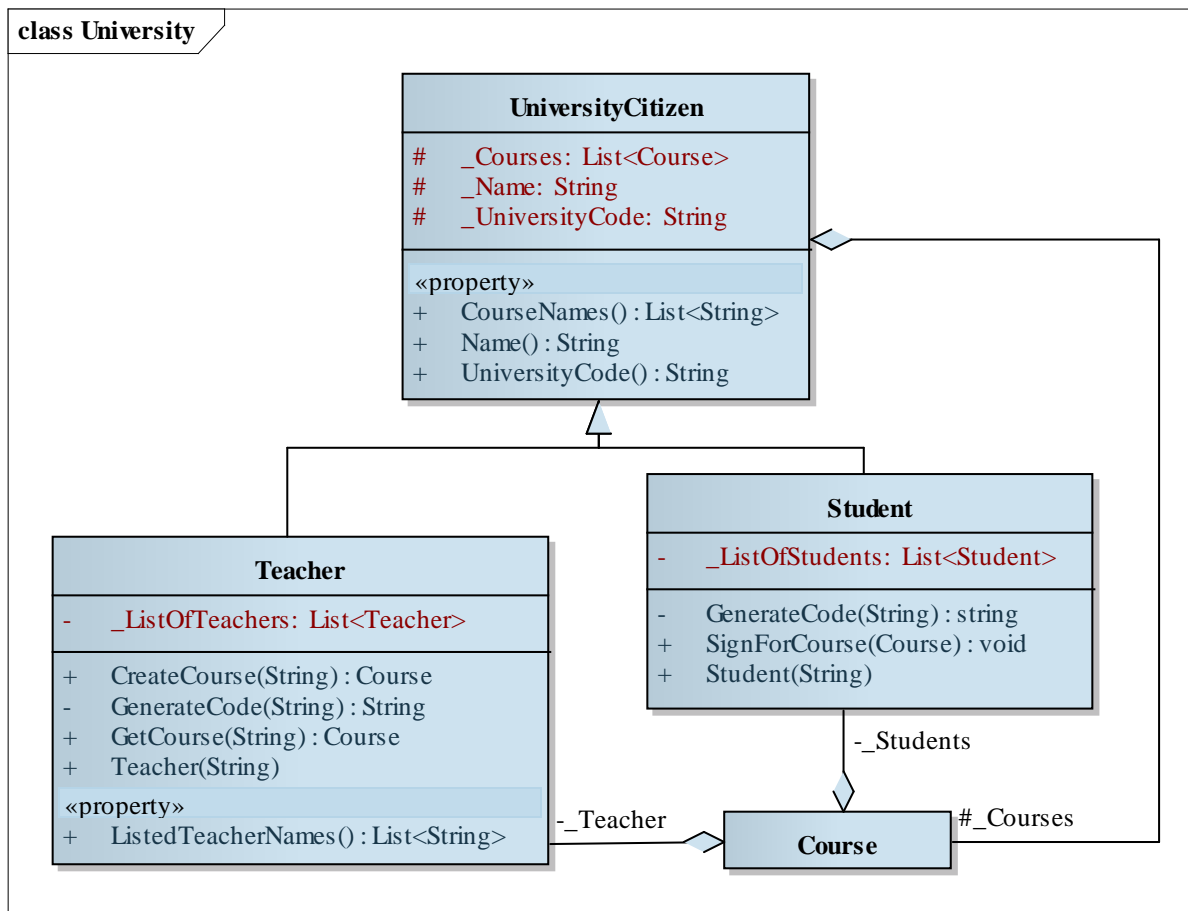 class University
UniversityCitizen
# _Courses: List<Course>
# _Name: String
# _UniversityCode: String
«property»
+ CourseNames() : List<String>
+ Name() : String
+ UniversityCode() : String
Student
- _ListOfStudents: List<Student>
- GenerateCode(String) : string
+ SignForCourse(Course) : void
+ Student(String)
Teacher
- _ListOfTeachers: List<Teacher>
+ CreateCourse(String) : Course
- GenerateCode(String) : String
+ GetCourse(String) : Course
+ Teacher(String)
«property»
+ ListedTeacherNames() : List<String>
-_Students
-_Teacher
#_Courses
Course